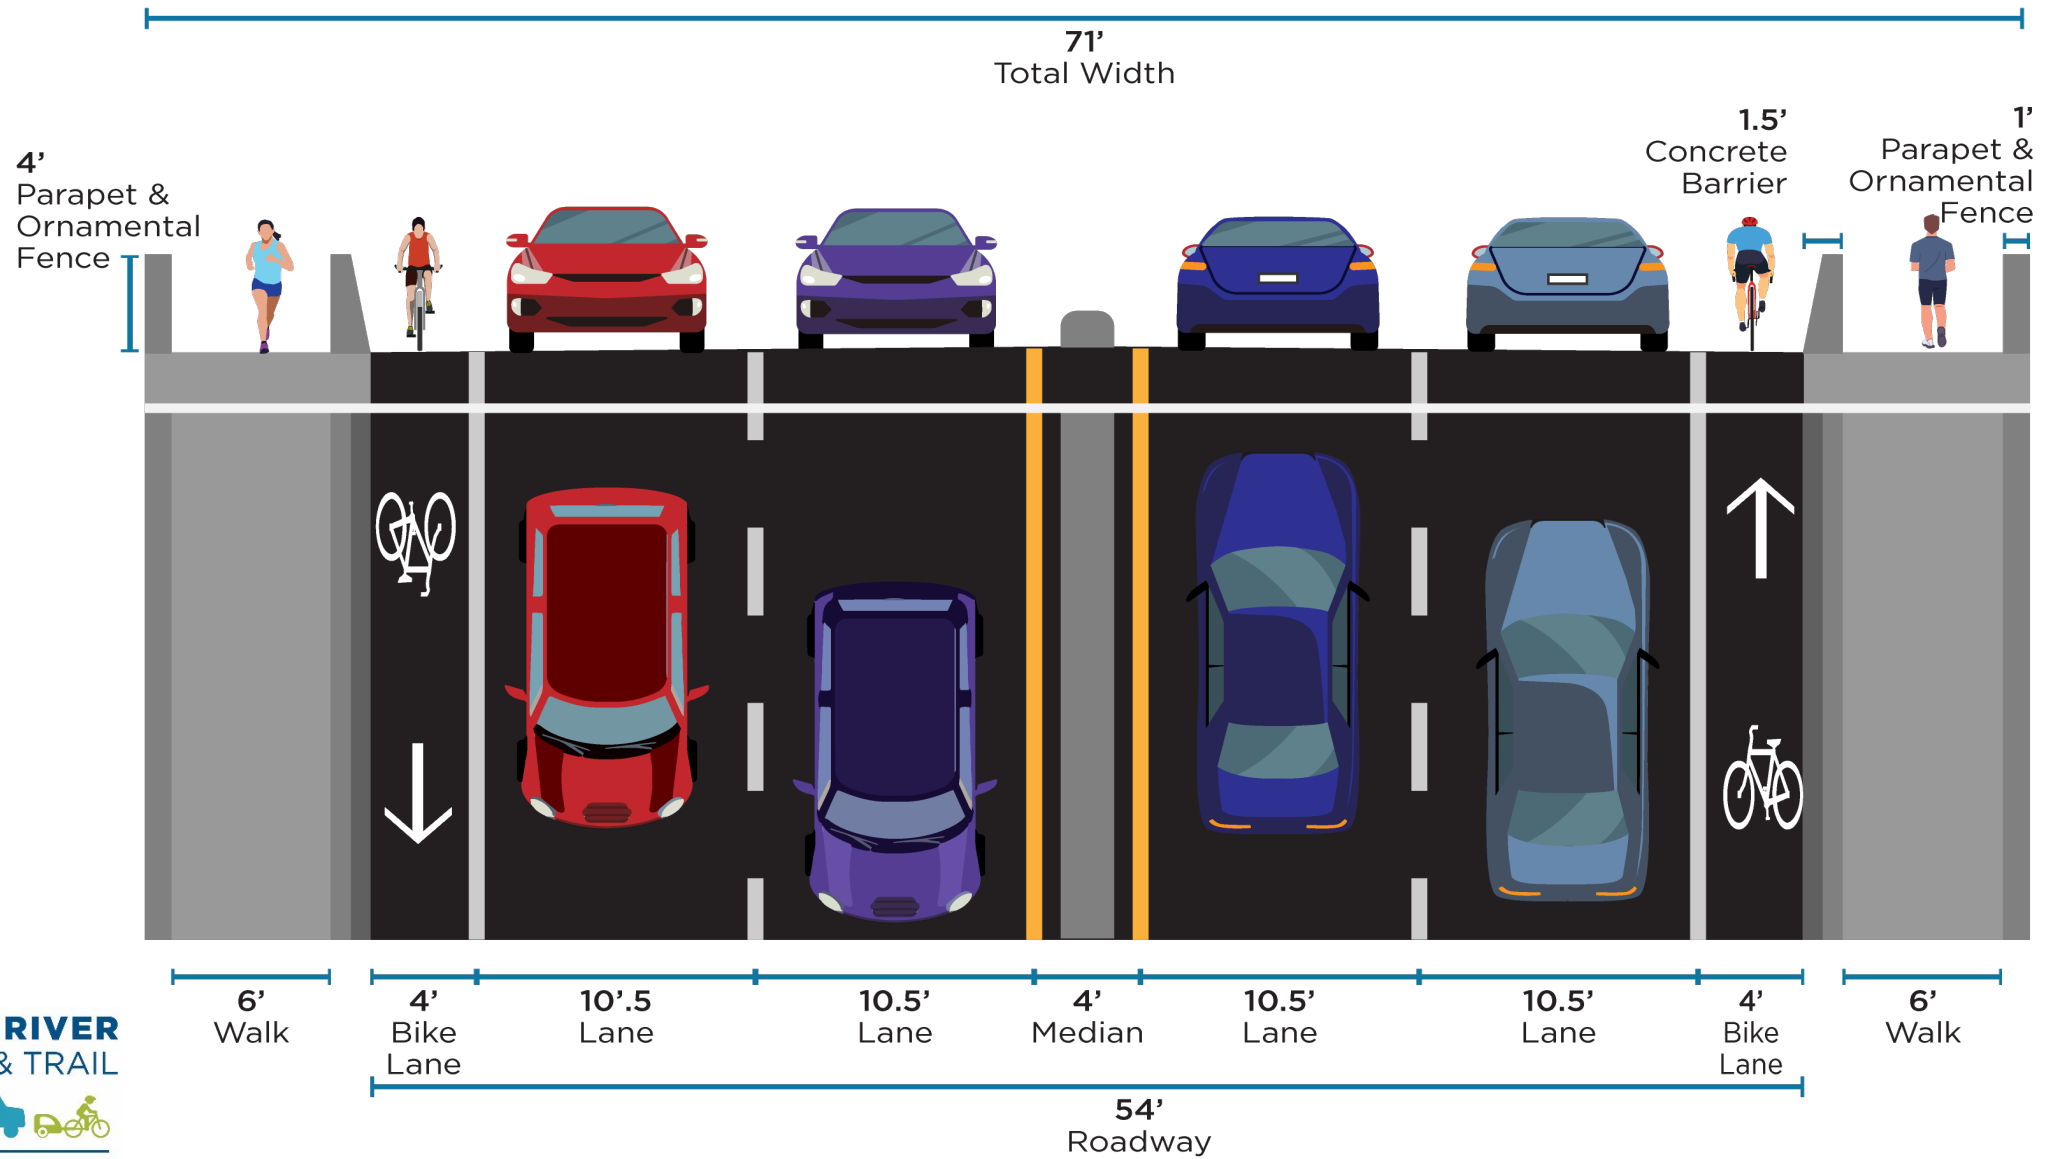 71’
Total Width
4’
Parapet &
Ornamental
Fence
1.5’
Concrete
Barrier
1’
Parapet &
Ornamental
Fence
6’
Walk
4’
Bike
Lane
10’.5
Lane
10.5’
Lane
4’
Median
10.5’
Lane
10.5’
Lane
4’
Bike
Lane
6’
Walk
54’
Roadway
RIVER
& TRAIL